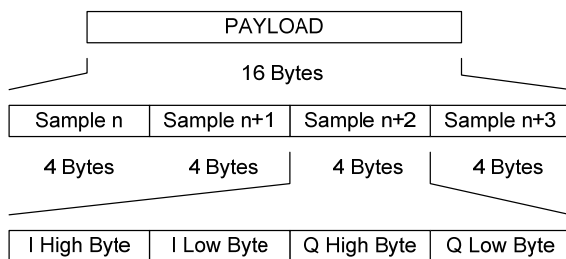 PAYLOAD
16 Bytes
Sample n Sample n+1 Sample n+2 Sample n+3
4 Bytes 4 Bytes 4 Bytes 4 Bytes
I High Byte I Low Byte Q High Byte Q Low Byte